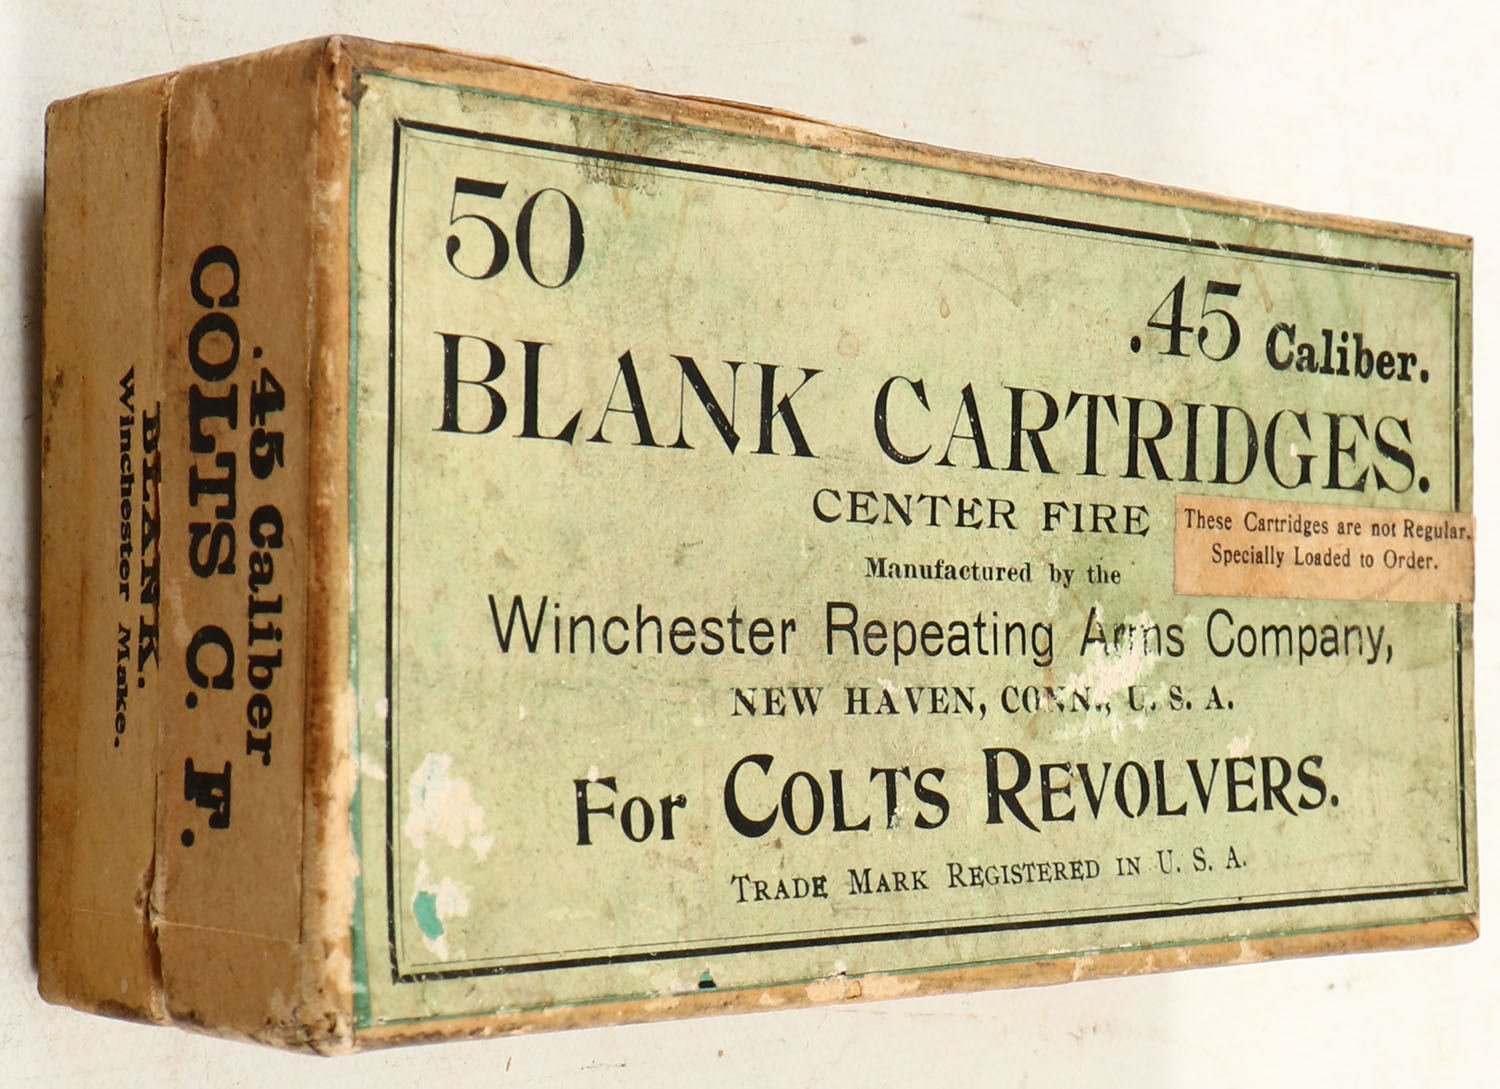 50
.45 Caliber.
BLANK CARTRIDGES.
CENTER FIRE
These Cartridges are not Regular.
Specially Loaded to Order.
Manufactured by the
Winchester Repeating Arms Company,
NEW HAVEN, CONN., U. S. A.
For COLTS REVOLVERS.
TRADE MARK REGISTERED IN U. S. A.
.45 Caliber
COLTS C. F.
BLANK.
Winchester Make.